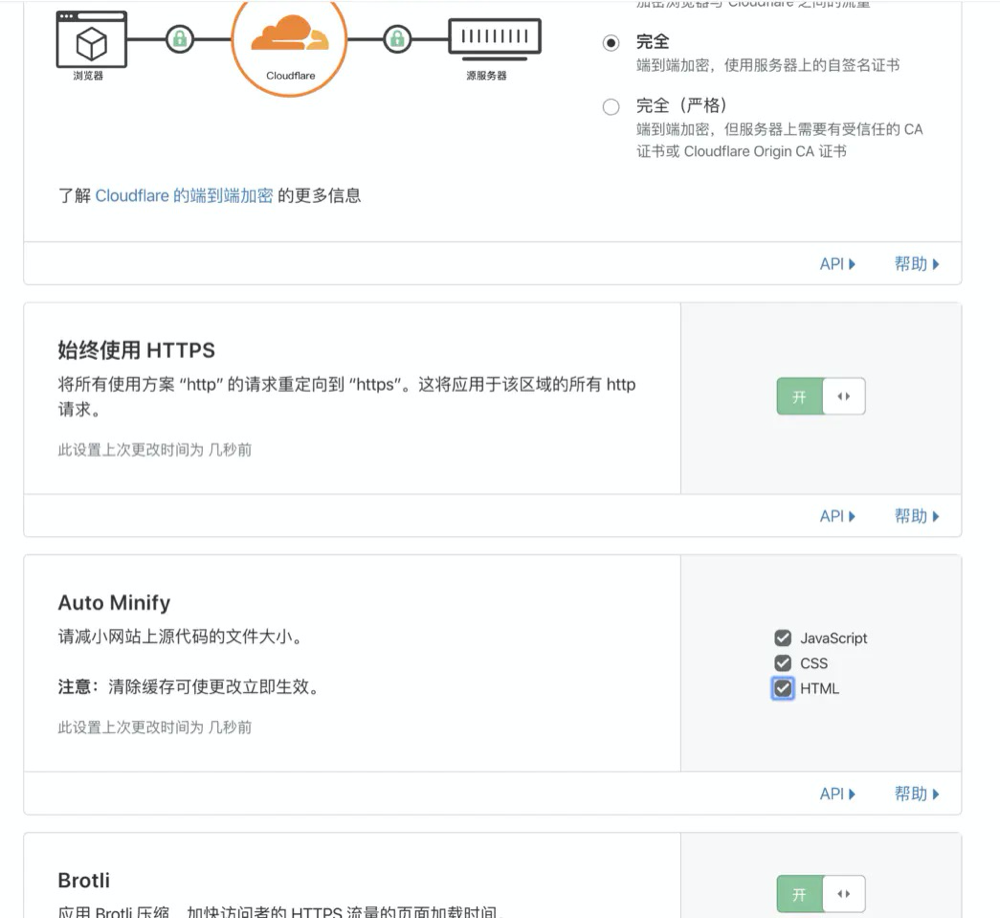 加密浏览器与 Cloudflare 之间的流量
浏览器
Cloudflare
源服务器
完全
端到端加密，使用服务器上的自签名证书
完全（严格）
端到端加密，但服务器上需要有受信任的 CA
证书或 Cloudflare Origin CA 证书
了解 Cloudflare 的端到端加密 的更多信息
API 帮助
始终使用 HTTPS
将所有使用方案 “http” 的请求重定向到 “https”。这将应用于该区域的所有 http
请求。
此设置上次更改时间为 几秒前
开
API 帮助
Auto Minify
请减小网站上源代码的文件大小。
注意：清除缓存可使更改立即生效。
此设置上次更改时间为 几秒前
JavaScript
CSS
HTML
API 帮助
Brotli
应用 Brotli 压缩，加快访问者的 HTTPS 流量的页面加载时间。
开